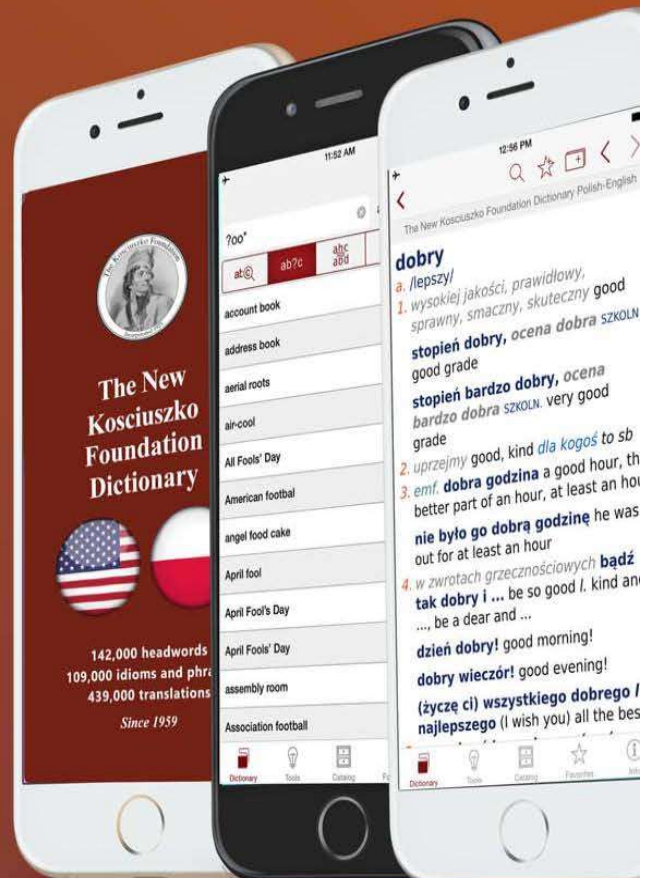 The Kosciuszko Foundation
The New
Kosciuszko
Foundation
Dictionary
142,000 headwords
109,000 idioms and phra
439,000 translations
Since 1959
11:52 AM
?oo*
ab?c
abc
abd
account book
address book
aerial roots
air-cool
All Fools' Day
American footbal
angel food cake
April fool
April Fool's Day
April Fools' Day
assembly room
Association football
Dictionary
Tools
Catalog
12:56 PM
The New Kosciuszko Foundation Dictionary Polish-English
dobry
a. /lepszy/
1. wysokiej jakości, prawidłowy,
sprawny, smaczny, skuteczny good
stopień dobry, ocena dobra SZKOLN.
good grade
stopień bardzo dobry, ocena
bardzo dobra SZKOLN. very good
grade
2. uprzejmy good, kind dla kogoś to sb
3. emf. dobra godzina a good hour, th
better part of an hour, at least an hou
nie było go dobrą godzinę he was
out for at least an hour
4. w zwrotach grzecznościowych bądź
tak dobry i ... be so good l. kind and
..., be a dear and ...
dzień dobry! good morning!
dobry wieczór! good evening!
(życzę ci) wszystkiego dobrego l
najlepszego (I wish you) all the bes
Dictionary
Tools
Catalog
Favorites
Info